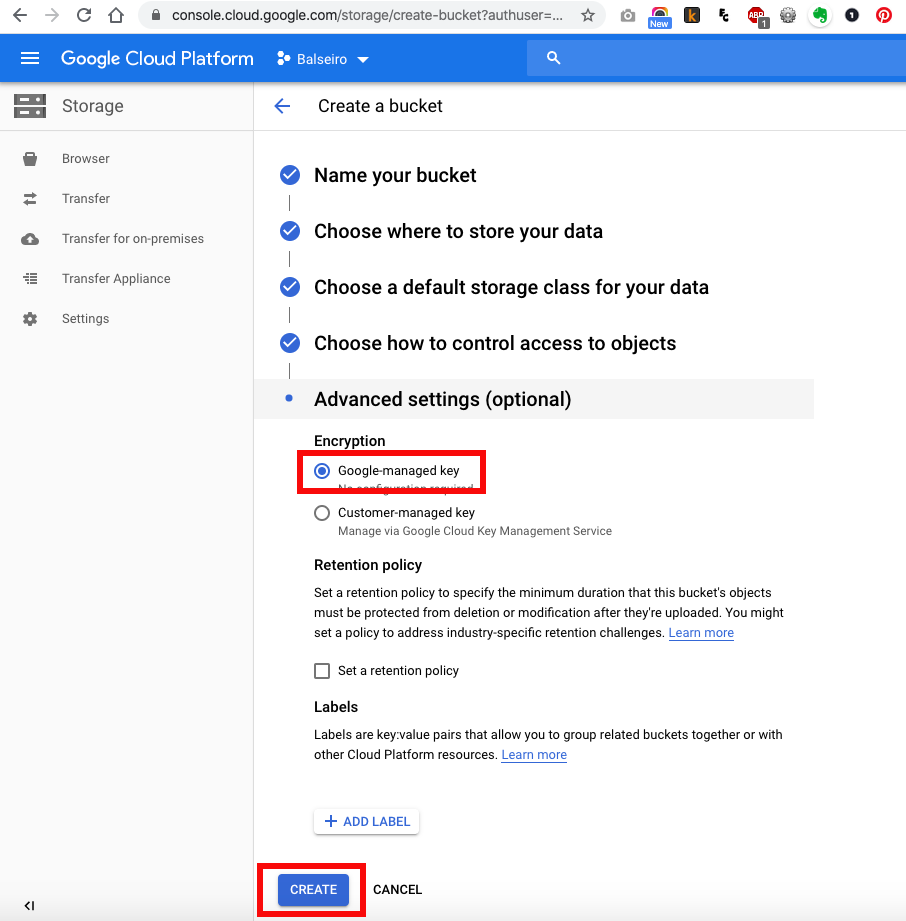 console.cloud.google.com/storage/create-bucket?authuser=...
New
k
ABP
1
1
Google Cloud Platform
Balseiro
Storage
Create a bucket
Browser
Transfer
Transfer for on-premises
Transfer Appliance
Settings
Name your bucket
Choose where to store your data
Choose a default storage class for your data
Choose how to control access to objects
Advanced settings (optional)
Encryption
Google-managed key
No configuration required
Customer-managed key
Manage via Google Cloud Key Management Service
Retention policy
Set a retention policy to specify the minimum duration that this bucket's objects
must be protected from deletion or modification after they're uploaded. You might
set a policy to address industry-specific retention challenges. Learn more
Set a retention policy
Labels
Labels are key:value pairs that allow you to group related buckets together or with
other Cloud Platform resources. Learn more
+ ADD LABEL
CREATE CANCEL